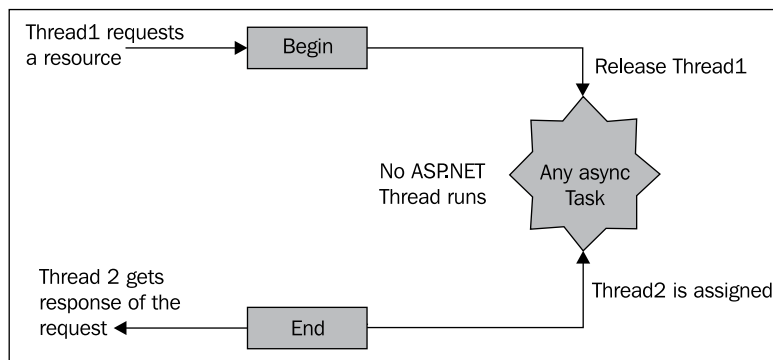 Thread1 requests
a resource
Begin
Release Thread1
No ASP.NET
Thread runs
Any async
Task
Thread 2 gets
response of the
request
End
Thread2 is assigned